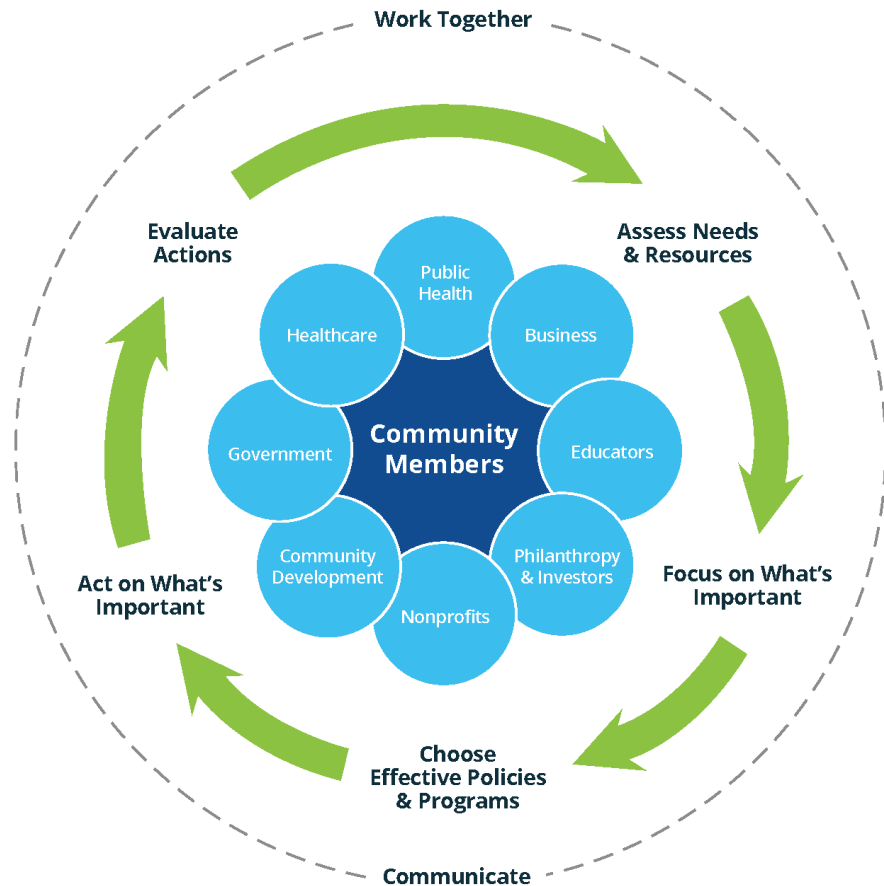 Work Together
Evaluate
Actions
Assess Needs
& Resources
Public
Health
Healthcare
Business
Community
Members
Government
Educators
Community
Development
Philanthropy
& Investors
Nonprofits
Act on What’s
Important
Focus on What’s
Important
Choose
Effective Policies
& Programs
Communicate